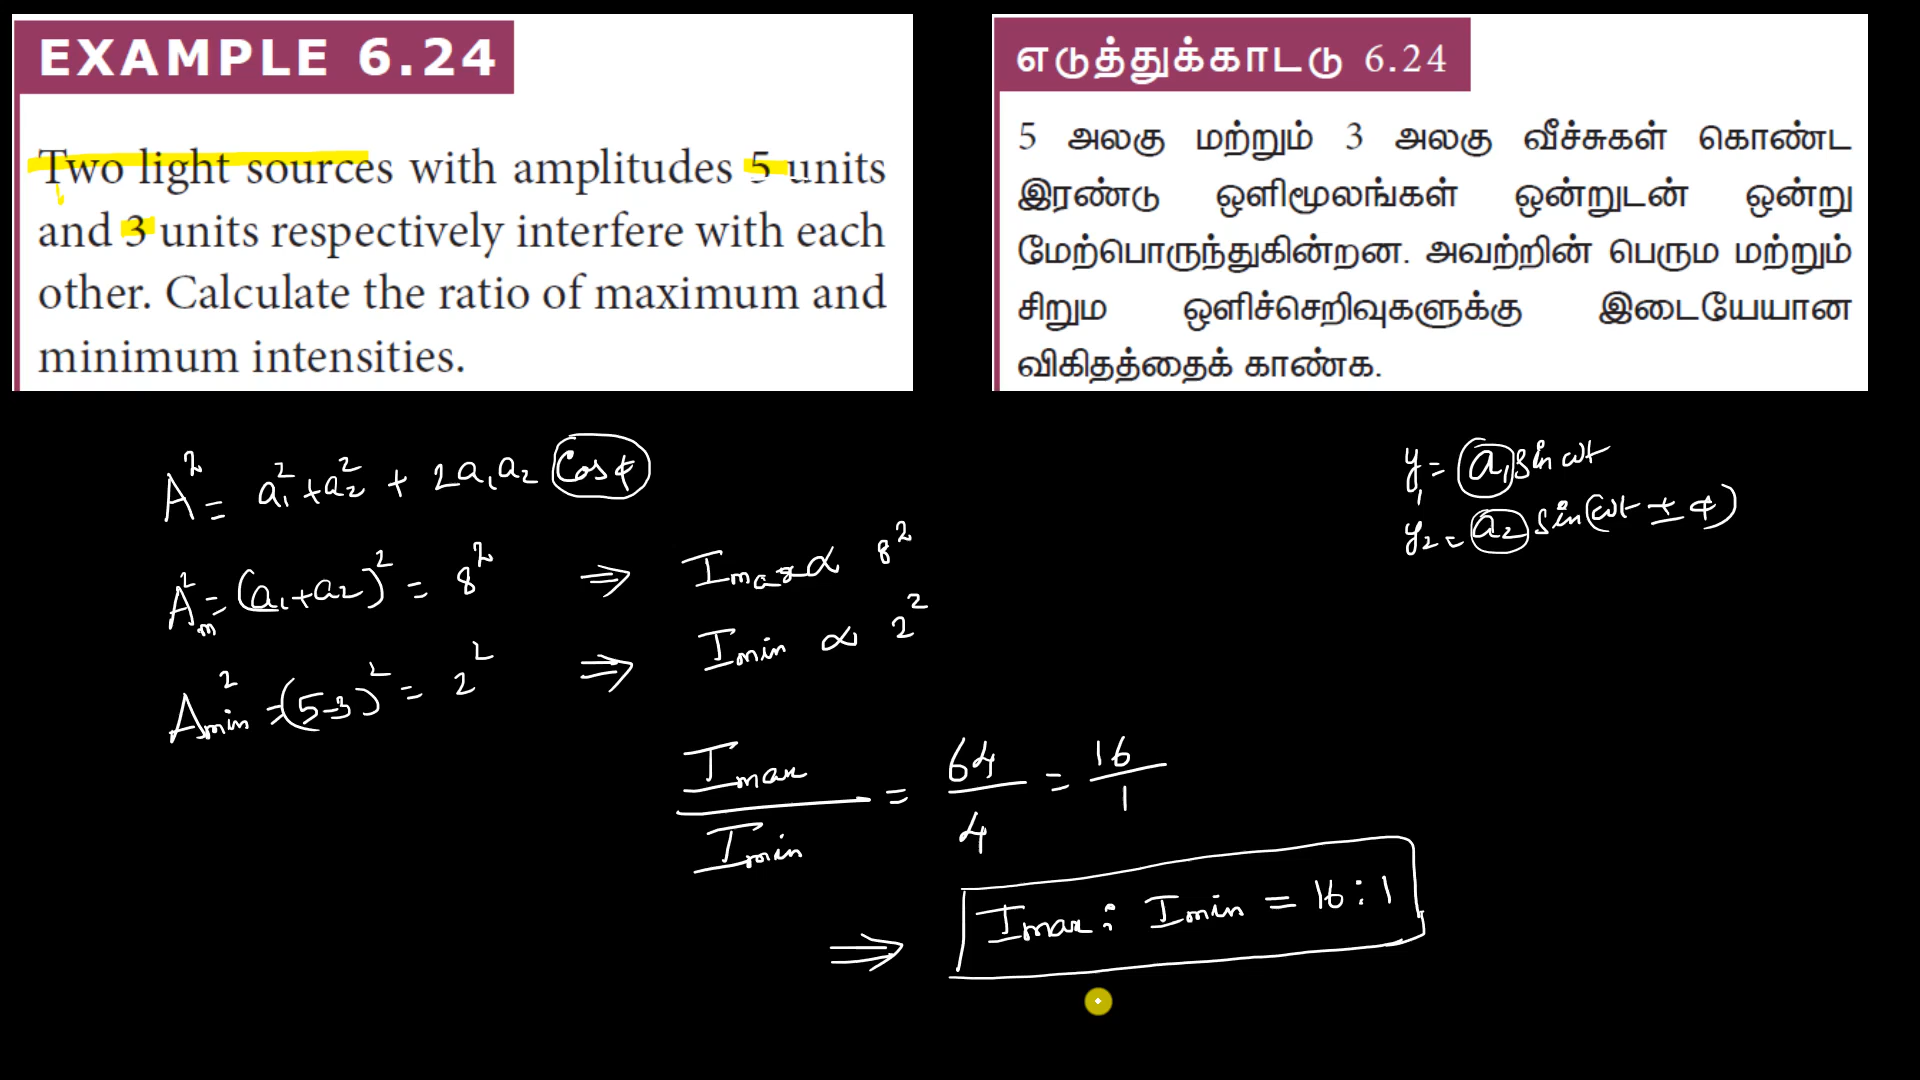 EXAMPLE 6.24
Two light sources with amplitudes 5 units
and 3 units respectively interfere with each
other. Calculate the ratio of maximum and
minimum intensities.
எடுத்துக்காட்டு 6.24
5 அலகு மற்றும் 3 அலகு வீச்சுகள் கொண்ட
இரண்டு ஒளிமூலங்கள் ஒன்றுடன் ஒன்று
மேற்பொருந்துகின்றன. அவற்றின் பெரும மற்றும்
சிறும ஒளிச்செறிவுகளுக்கு இடையேயான
விகிதத்தைக் காண்க.
A² = a₁² + a₂² + 2a₁a₂ Cosφ
y₁ = a₁ sin ωt
y₂ = a₂ sin(ωt ± φ)
Aₘ² = (a₁+a₂)² = 8² ⇒ Imax ∝ 8²
Amin² = (5-3)² = 2² ⇒ Imin ∝ 2²
Imax/Imin = 64/4 = 16/1
⇒ Imax : Imin = 16 : 1